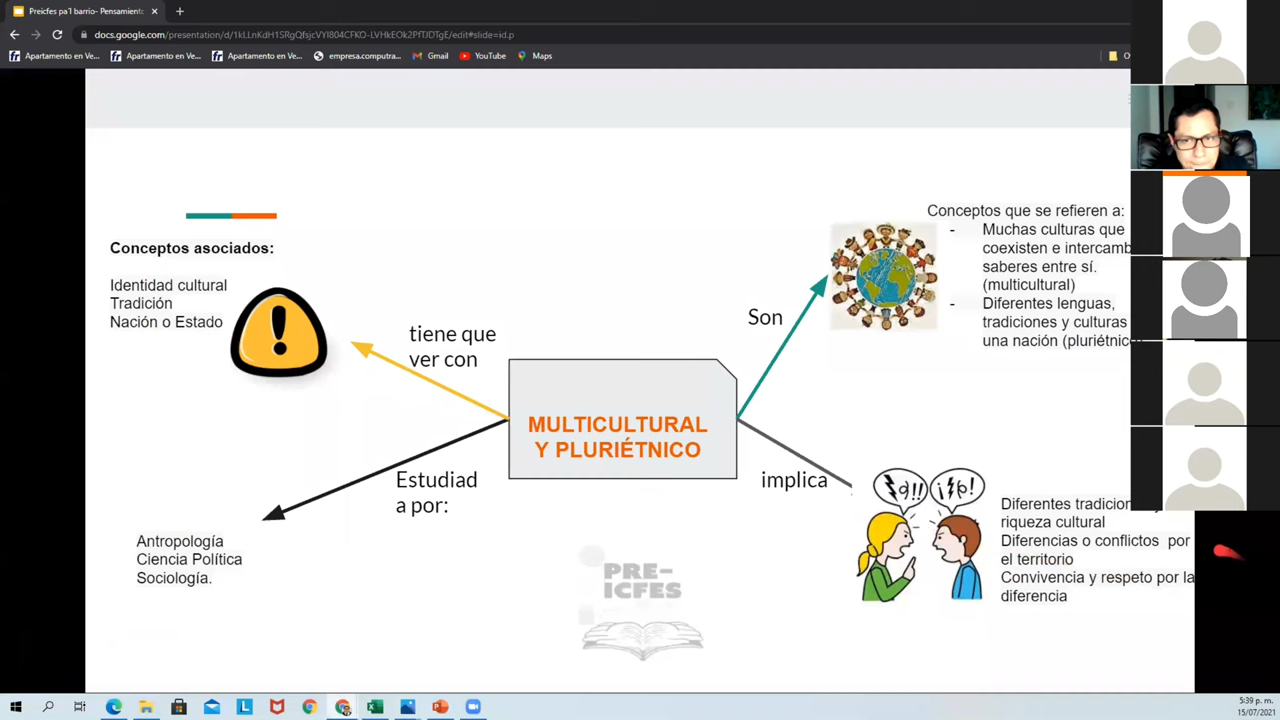 Preicfes pa'l barrio- Pensamiento
docs.google.com/presentation/d/1kLLnKdH1SRgQfsjcVYI804CFKO-LVHkEOk2PfTJDTgE/edit#slide=id.p
Apartamento en Ve...
Apartamento en Ve...
Apartamento en Ve...
empresa.computra...
Gmail
YouTube
Maps
Conceptos asociados:
Identidad cultural
Tradición
Nación o Estado
tiene que
ver con
Estudiad
a por:
Antropología
Ciencia Política
Sociología.
MULTICULTURAL
Y PLURIÉTNICO
Son
implica
Conceptos que se refieren a:
- Muchas culturas que
coexisten e intercamb
saberes entre sí.
(multicultural)
- Diferentes lenguas,
tradiciones y culturas
una nación (pluriétnico
Diferentes tradicion
riqueza cultural
Diferencias o conflictos por
el territorio
Convivencia y respeto por la
diferencia
PRE-
ICFES
5:39 p. m.
15/07/2021